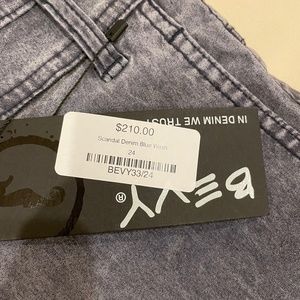 $210.00
Scandal Denim Blue Wash
24
BEVY33/24
IN DENIM WE TRUST
BEVY®